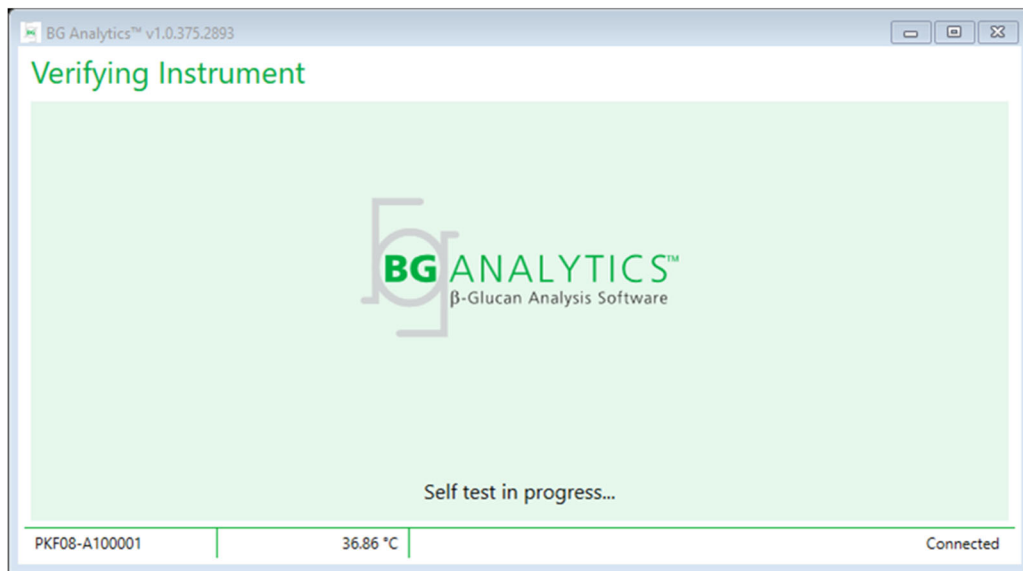 BG Analytics™ v1.0.375.2893
Verifying Instrument
bg
BG ANALYTICS™
β-Glucan Analysis Software
Self test in progress...
PKF08-A100001 36.86 °C Connected